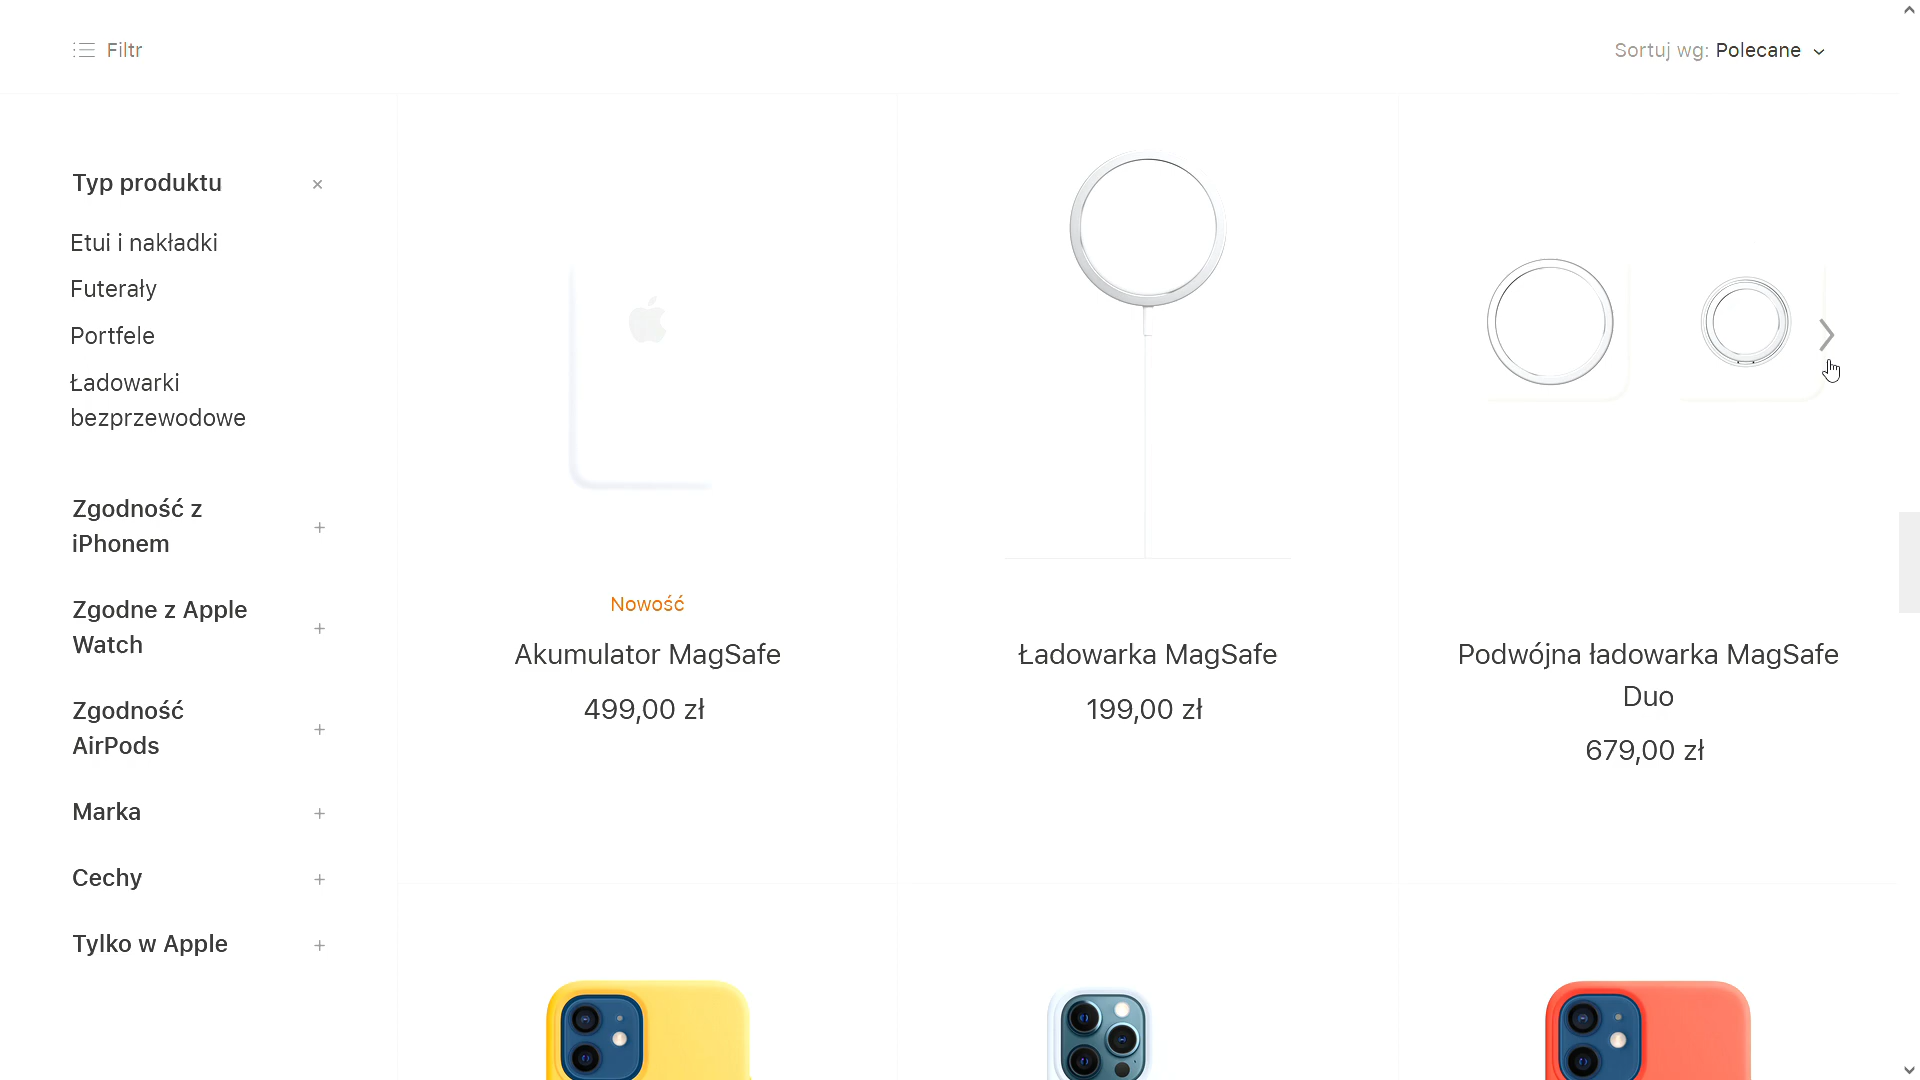 Filtr
Sortuj wg: Polecane
Typ produktu
Etui i nakładki
Futerały
Portfele
Ładowarki
bezprzewodowe
Zgodność z
iPhonem
Zgodne z Apple
Watch
Zgodność
AirPods
Marka
Cechy
Tylko w Apple
Nowość
Akumulator MagSafe
499,00 zł
Ładowarka MagSafe
199,00 zł
Podwójna ładowarka MagSafe
Duo
679,00 zł